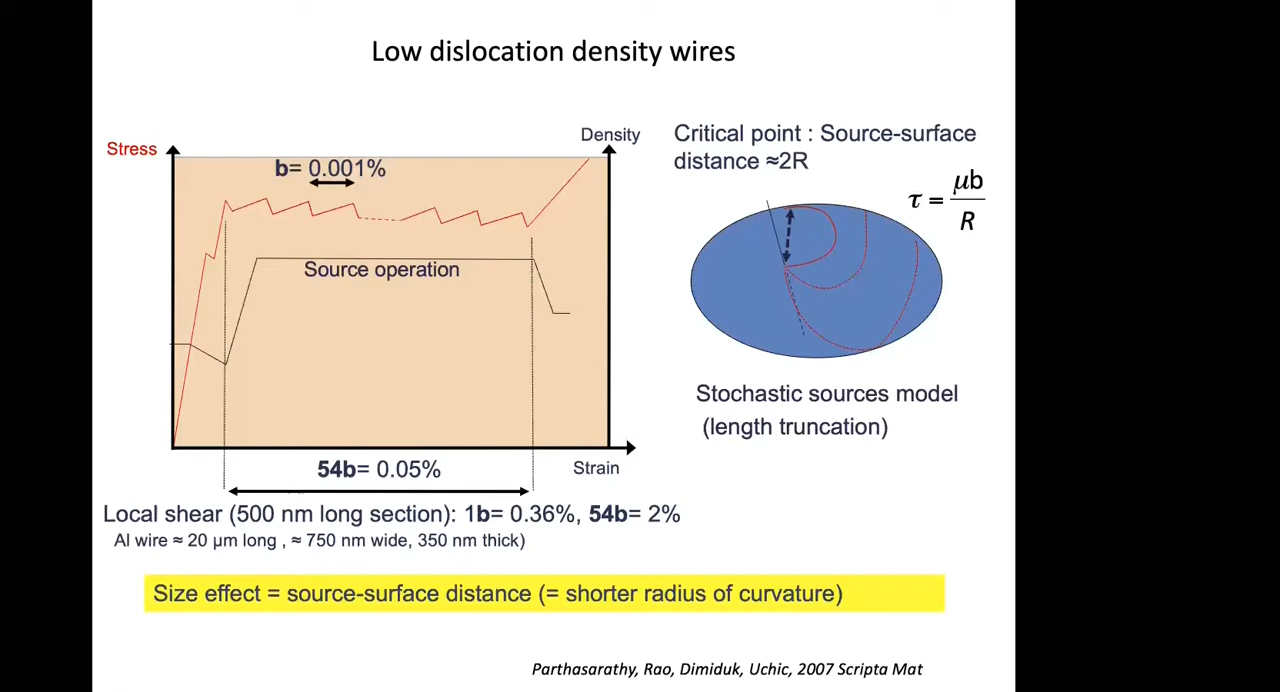 Low dislocation density wires
Stress
Density
b= 0.001%
Source operation
54b= 0.05%
Strain
Local shear (500 nm long section): 1b= 0.36%, 54b= 2%
Al wire ≈ 20 µm long , ≈ 750 nm wide, 350 nm thick)
Critical point : Source-surface
distance ≈2R
τ = μb / R
Stochastic sources model
(length truncation)
Size effect = source-surface distance (= shorter radius of curvature)
Parthasarathy, Rao, Dimiduk, Uchic, 2007 Scripta Mat